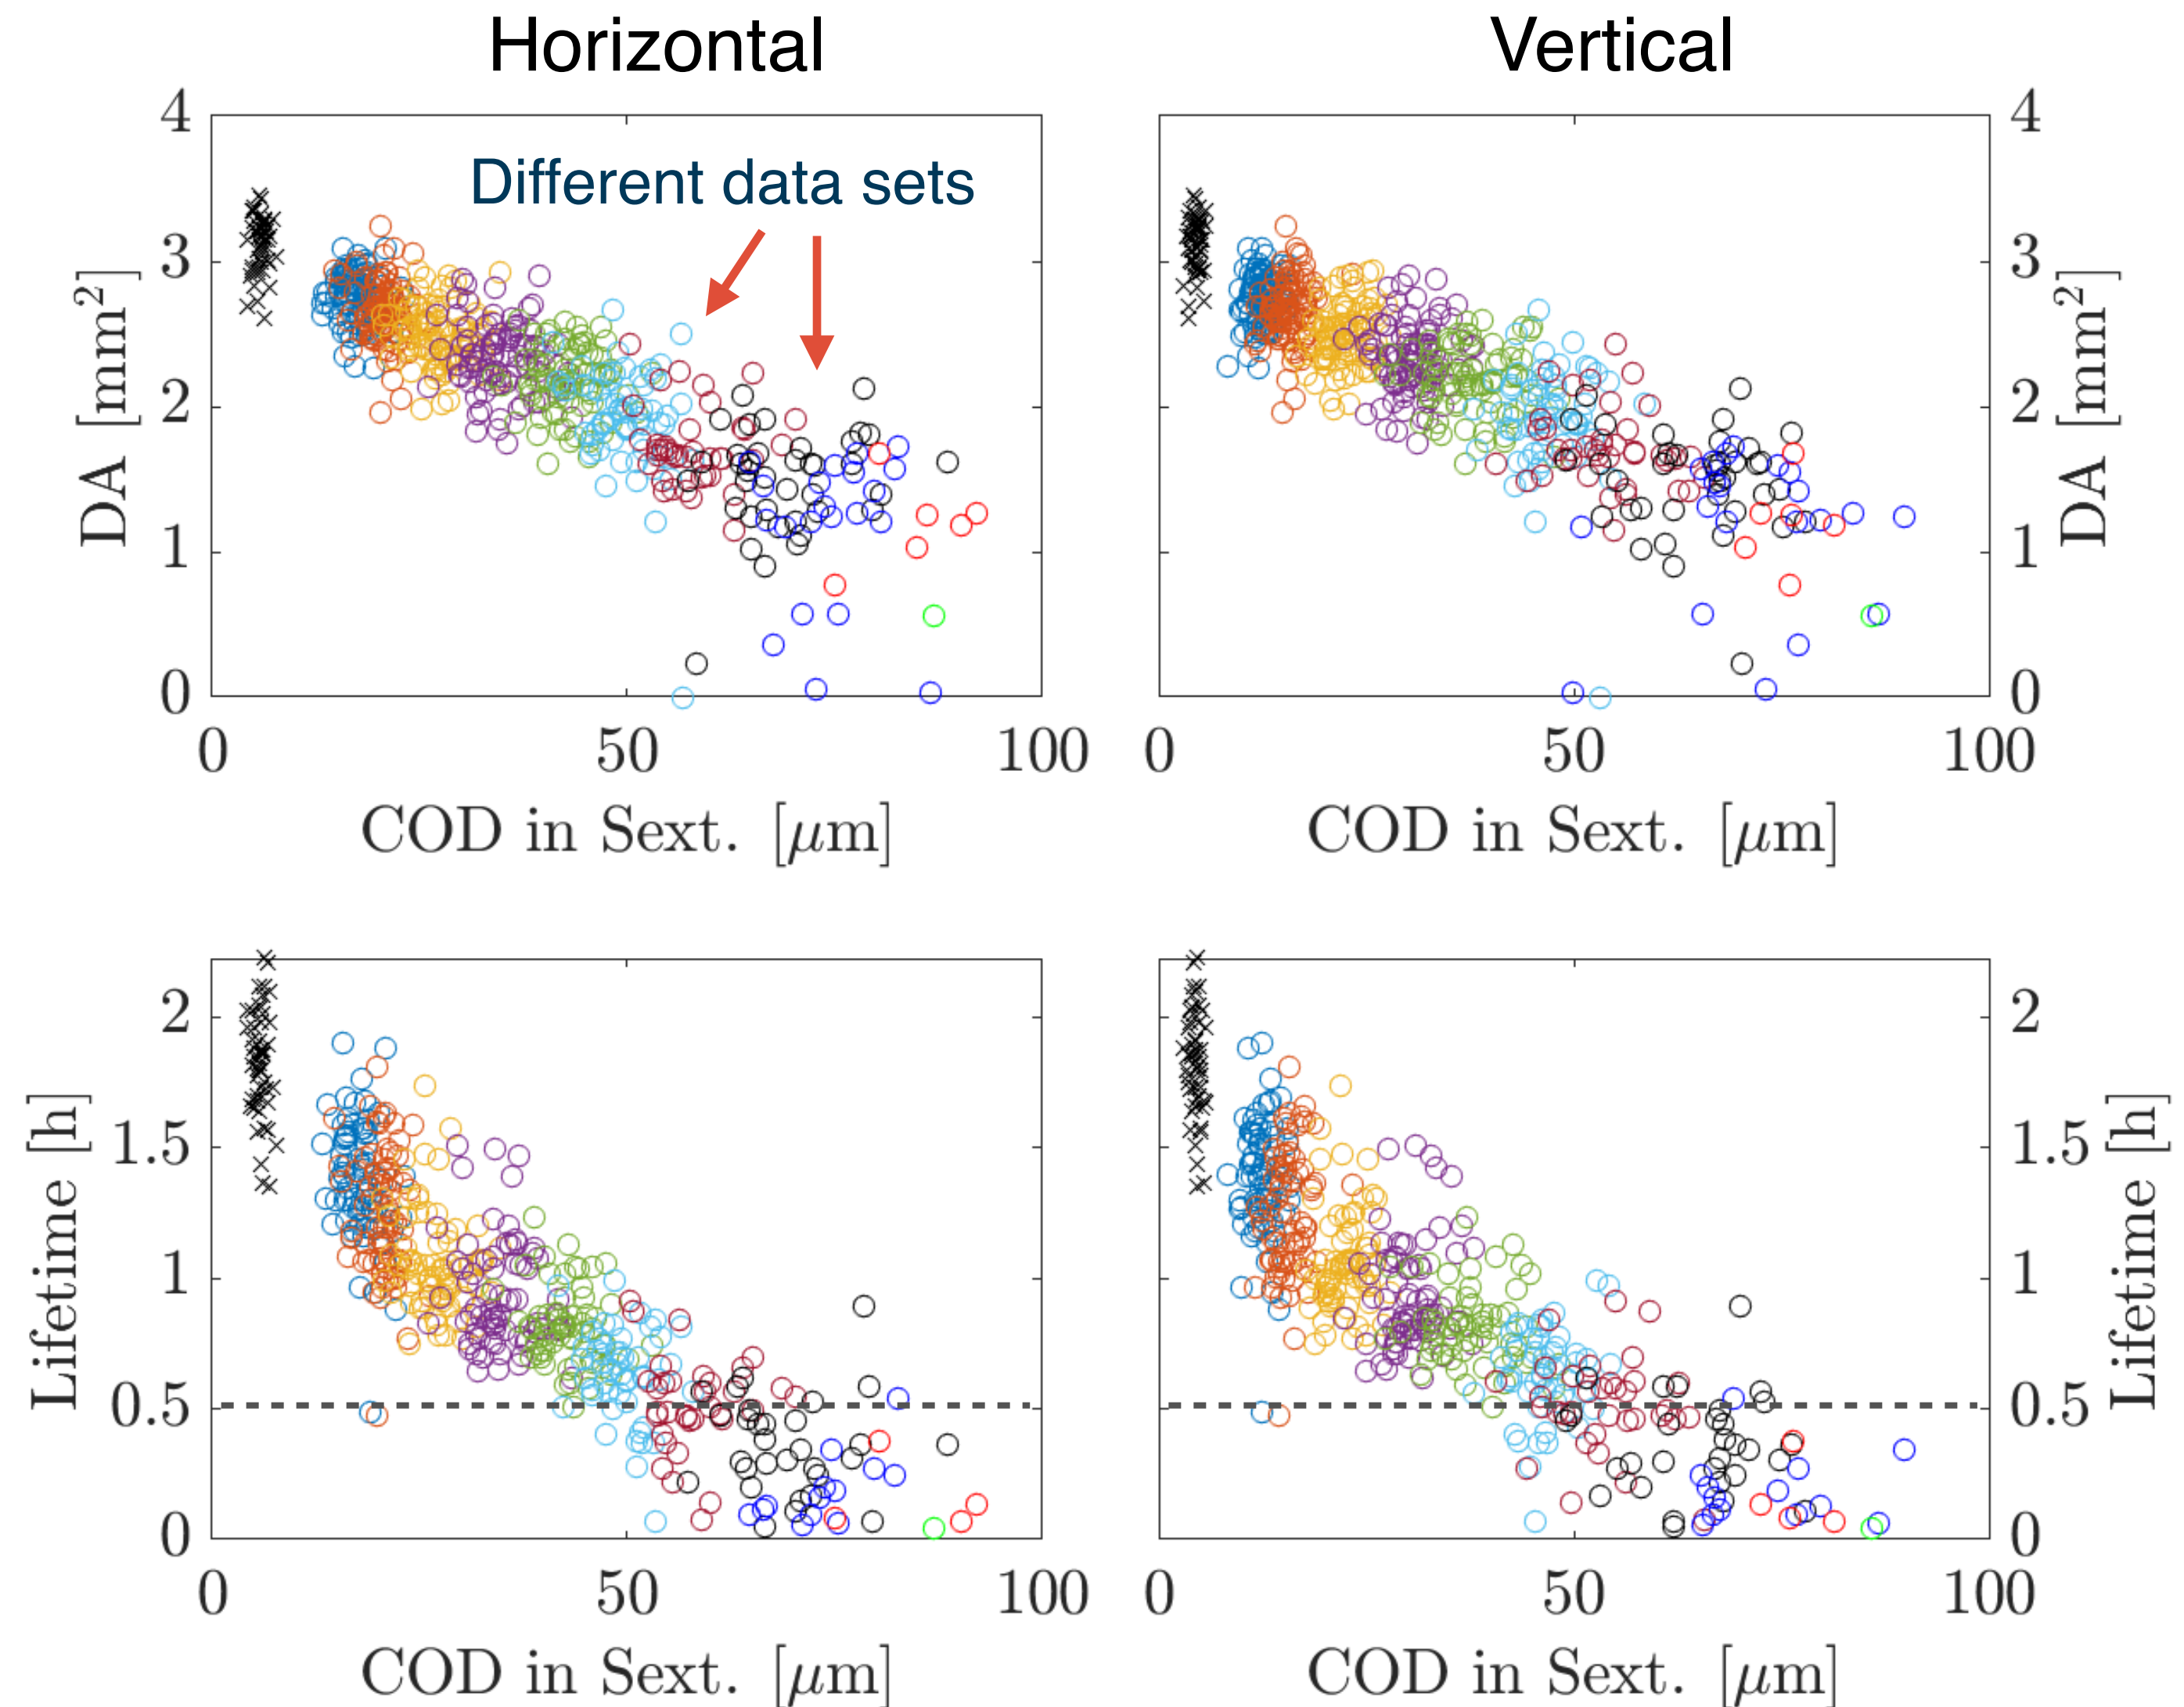 Horizontal
Vertical
Different data sets
4
3
2
1
0
DA [mm²]
0
50
100
COD in Sext. [μm]
4
3
2
1
0
DA [mm²]
0
50
100
COD in Sext. [μm]
2
1.5
1
0.5
0
Lifetime [h]
0
50
100
COD in Sext. [μm]
2
1.5
1
0.5
0
Lifetime [h]
0
50
100
COD in Sext. [μm]